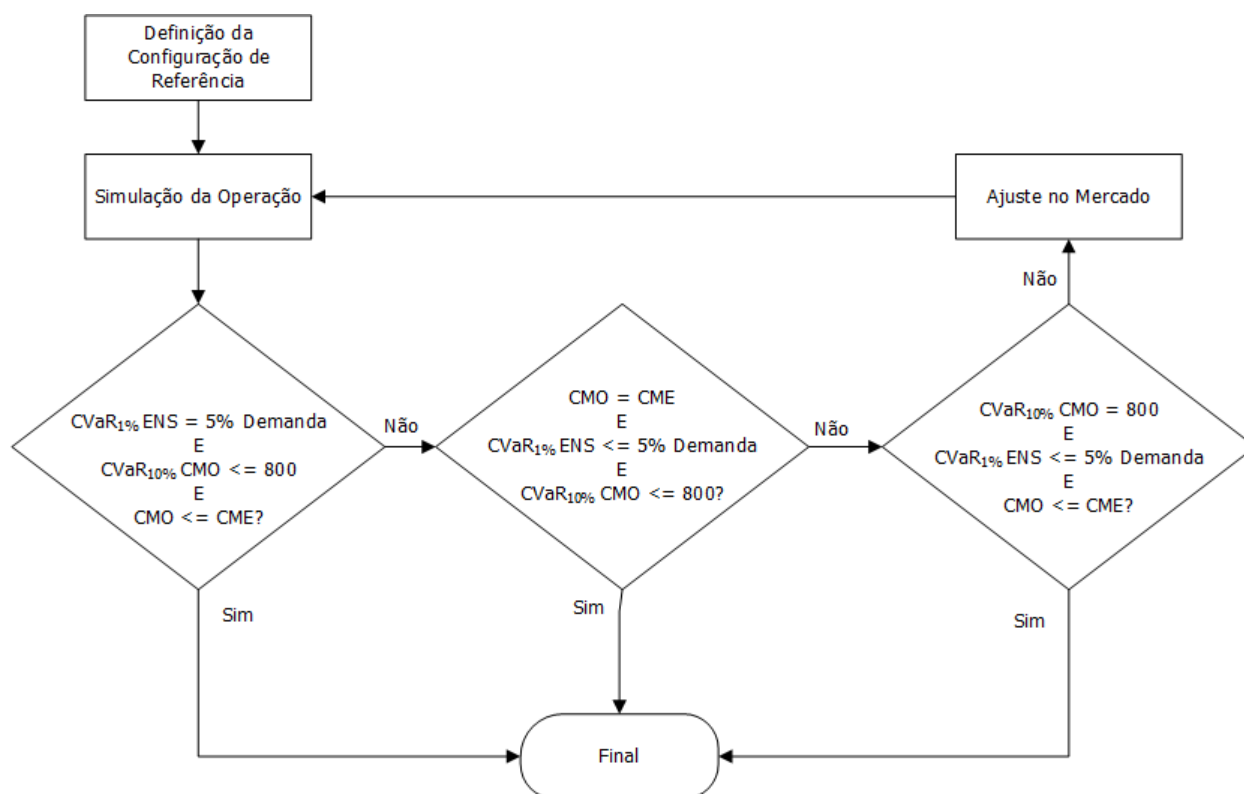 Definição da
Configuração de
Referência
Simulação da Operação
Ajuste no Mercado
Não
CVaR1% ENS = 5% Demanda
E
CVaR10% CMO <= 800
E
CMO <= CME?
Não
CMO = CME
E
CVaR1% ENS <= 5% Demanda
E
CVaR10% CMO <= 800?
Não
CVaR10% CMO = 800
E
CVaR1% ENS <= 5% Demanda
E
CMO <= CME?
Sim
Sim
Sim
Final